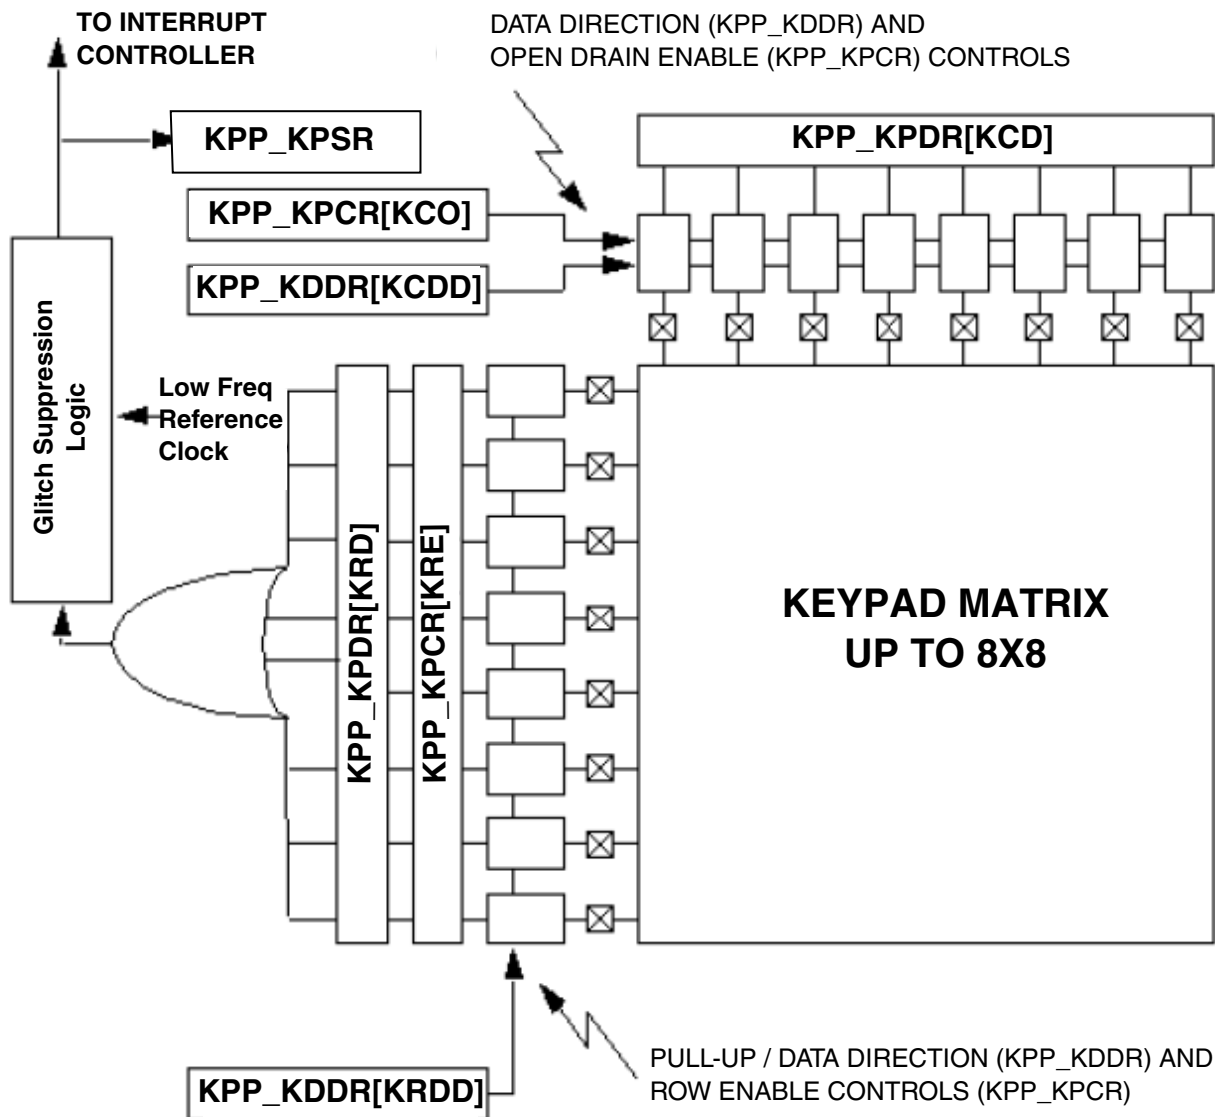 TO INTERRUPT
CONTROLLER
DATA DIRECTION (KPP_KDDR) AND
OPEN DRAIN ENABLE (KPP_KPCR) CONTROLS
KPP_KPSR
KPP_KPDR[KCD]
KPP_KPCR[KCO]
KPP_KDDR[KCDD]
Glitch Suppression
Logic
Low Freq
Reference
Clock
KPP_KPDR[KRD]
KPP_KPCR[KRE]
KEYPAD MATRIX
UP TO 8X8
PULL-UP / DATA DIRECTION (KPP_KDDR) AND
ROW ENABLE CONTROLS (KPP_KPCR)
KPP_KDDR[KRDD]